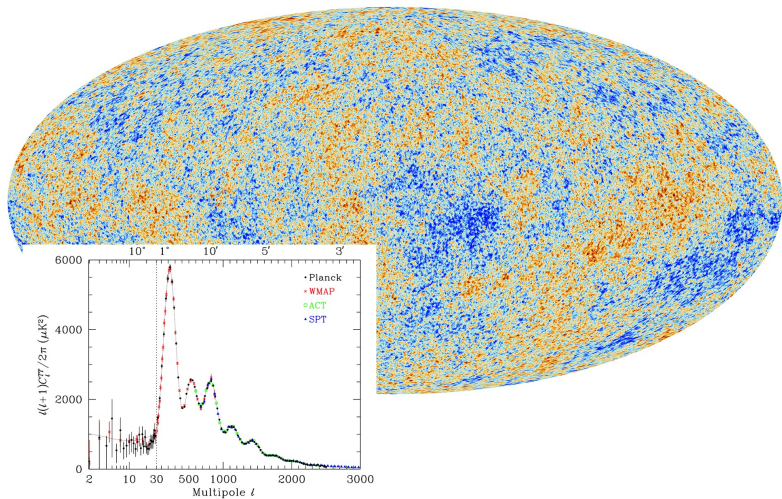 10° 1° 10′ 5′ 3′
6000
4000
2000
0
ℓ(ℓ+1)Cℓ^TT/2π (μK²)
Planck
WMAP
ACT
SPT
2 10 30 500 1000 2000 3000
Multipole ℓ